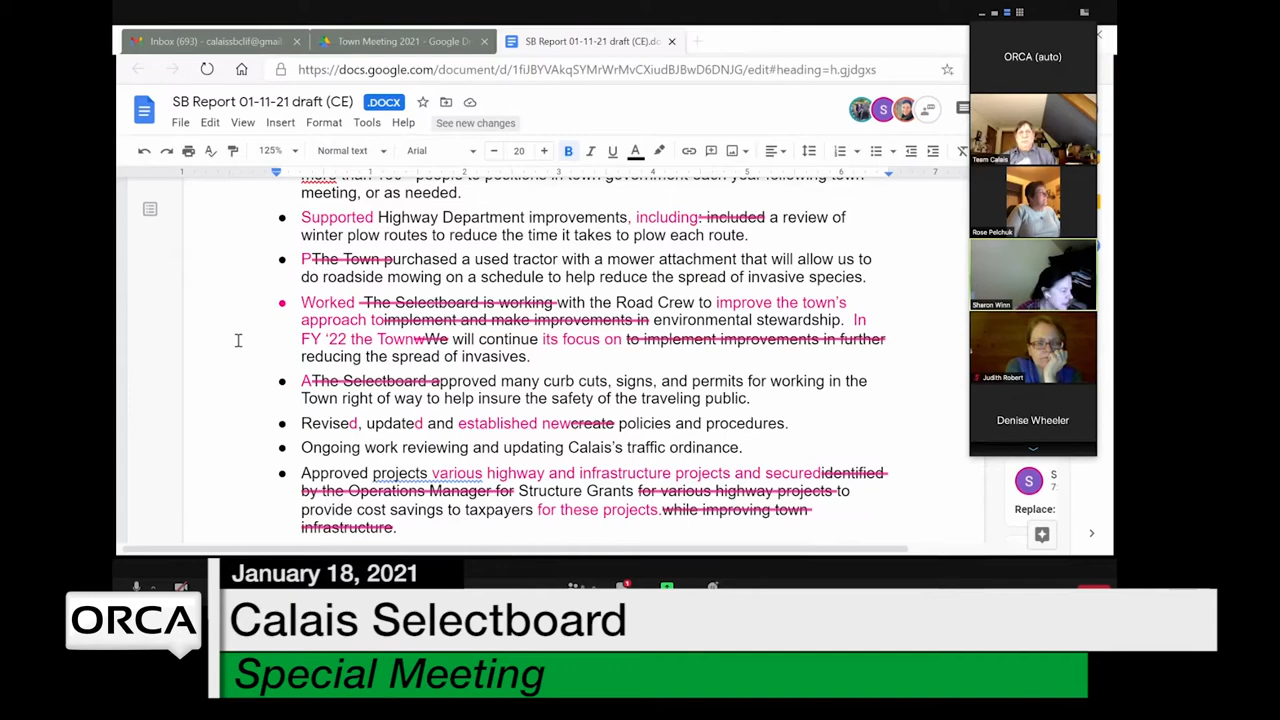 ORCA (auto)
Inbox (693) - calaissbclif@gmail
Town Meeting 2021 - Google D
SB Report 01-11-21 draft (CE).do
https://docs.google.com/document/d/1fiJBYVAkqSYMrWrMvCXiudBJBwD6DNJG/edit#heading=h.gjdgxs
SB Report 01-11-21 draft (CE) .DOCX
File Edit View Insert Format Tools Help See new changes
S
125% Normal text Arial 20 B I U A
1 2 3 4 5 6 7
meeting, or as needed.
Supported Highway Department improvements, including: included a review of
winter plow routes to reduce the time it takes to plow each route.
PThe Town purchased a used tractor with a mower attachment that will allow us to
do roadside mowing on a schedule to help reduce the spread of invasive species.
Worked The Selectboard is working with the Road Crew to improve the town's
approach toimplement and make improvements in environmental stewardship. In
FY '22 the TownwWe will continue its focus on to implement improvements in further
reducing the spread of invasives.
AThe Selectboard approved many curb cuts, signs, and permits for working in the
Town right of way to help insure the safety of the traveling public.
Revised, updated and established newcreate policies and procedures.
Ongoing work reviewing and updating Calais's traffic ordinance.
Approved projects various highway and infrastructure projects and securedidentified
by the Operations Manager for Structure Grants for various highway projects to
provide cost savings to taxpayers for these projects.while improving town
infrastructure.
Team Calais
Rose Pelchuk
Sharon Winn
Judith Robert
Denise Wheeler
S
S
7:
Replace:
January 18, 2021
ORCA
Calais Selectboard
Special Meeting